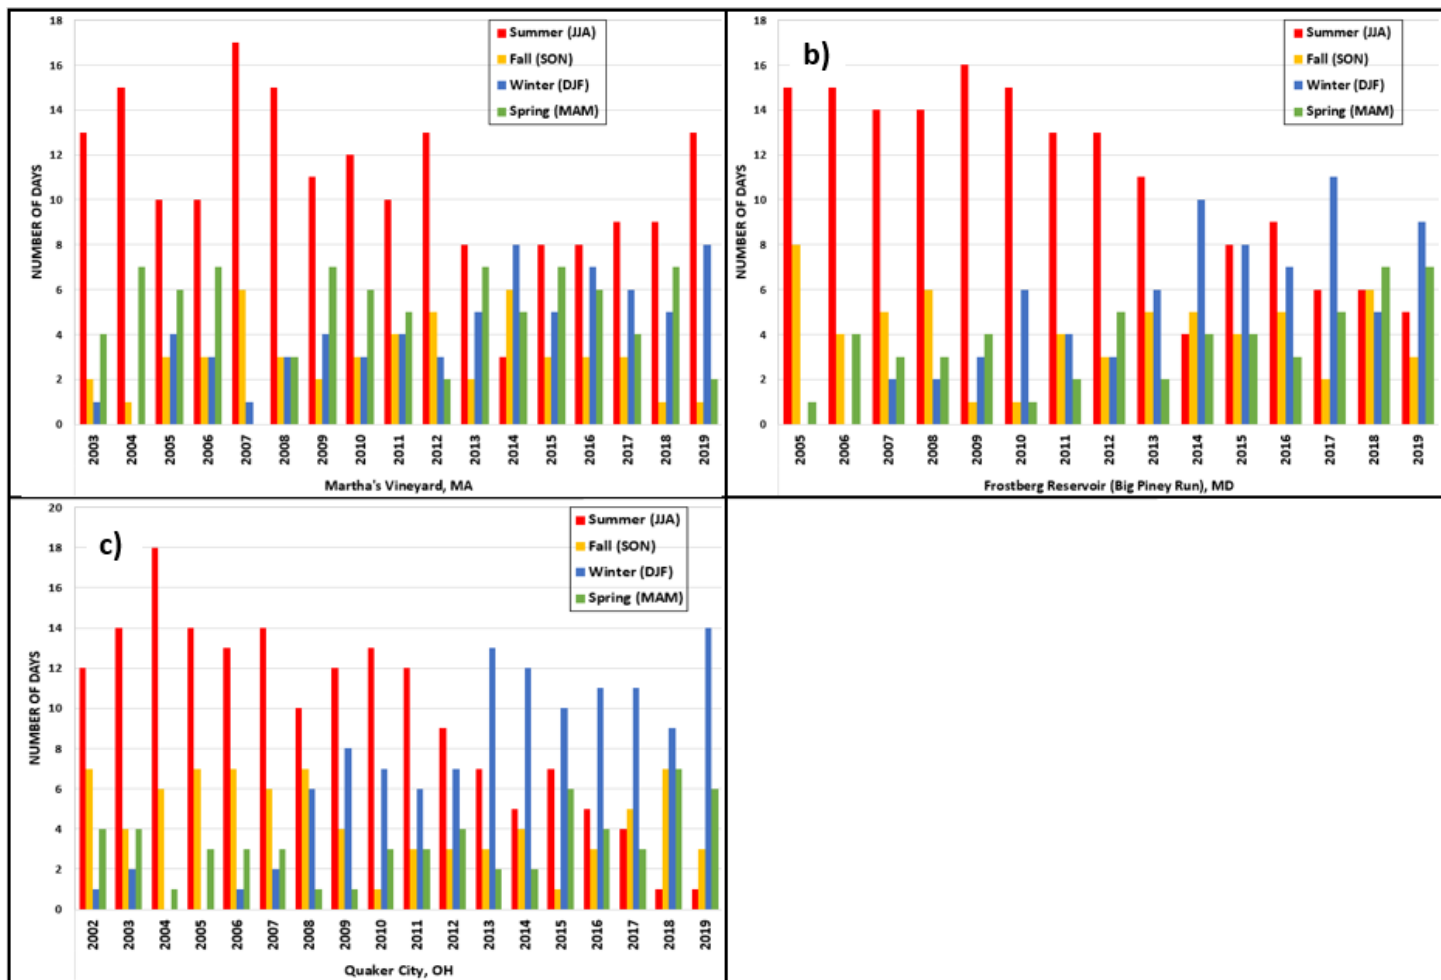 18
16
14
12
10
8
6
4
2
0
NUMBER OF DAYS
Summer (JJA)
Fall (SON)
Winter (DJF)
Spring (MAM)
2003 2004 2005 2006 2007 2008 2009 2010 2011 2012 2013 2014 2015 2016 2017 2018 2019
Martha's Vineyard, MA
b)
18
16
14
12
10
8
6
4
2
0
NUMBER OF DAYS
Summer (JJA)
Fall (SON)
Winter (DJF)
Spring (MAM)
2005 2006 2007 2008 2009 2010 2011 2012 2013 2014 2015 2016 2017 2018 2019
Frostberg Reservoir (Big Piney Run), MD
c)
20
18
16
14
12
10
8
6
4
2
0
NUMBER OF DAYS
Summer (JJA)
Fall (SON)
Winter (DJF)
Spring (MAM)
2002 2003 2004 2005 2006 2007 2008 2009 2010 2011 2012 2013 2014 2015 2016 2017 2018 2019
Quaker City, OH